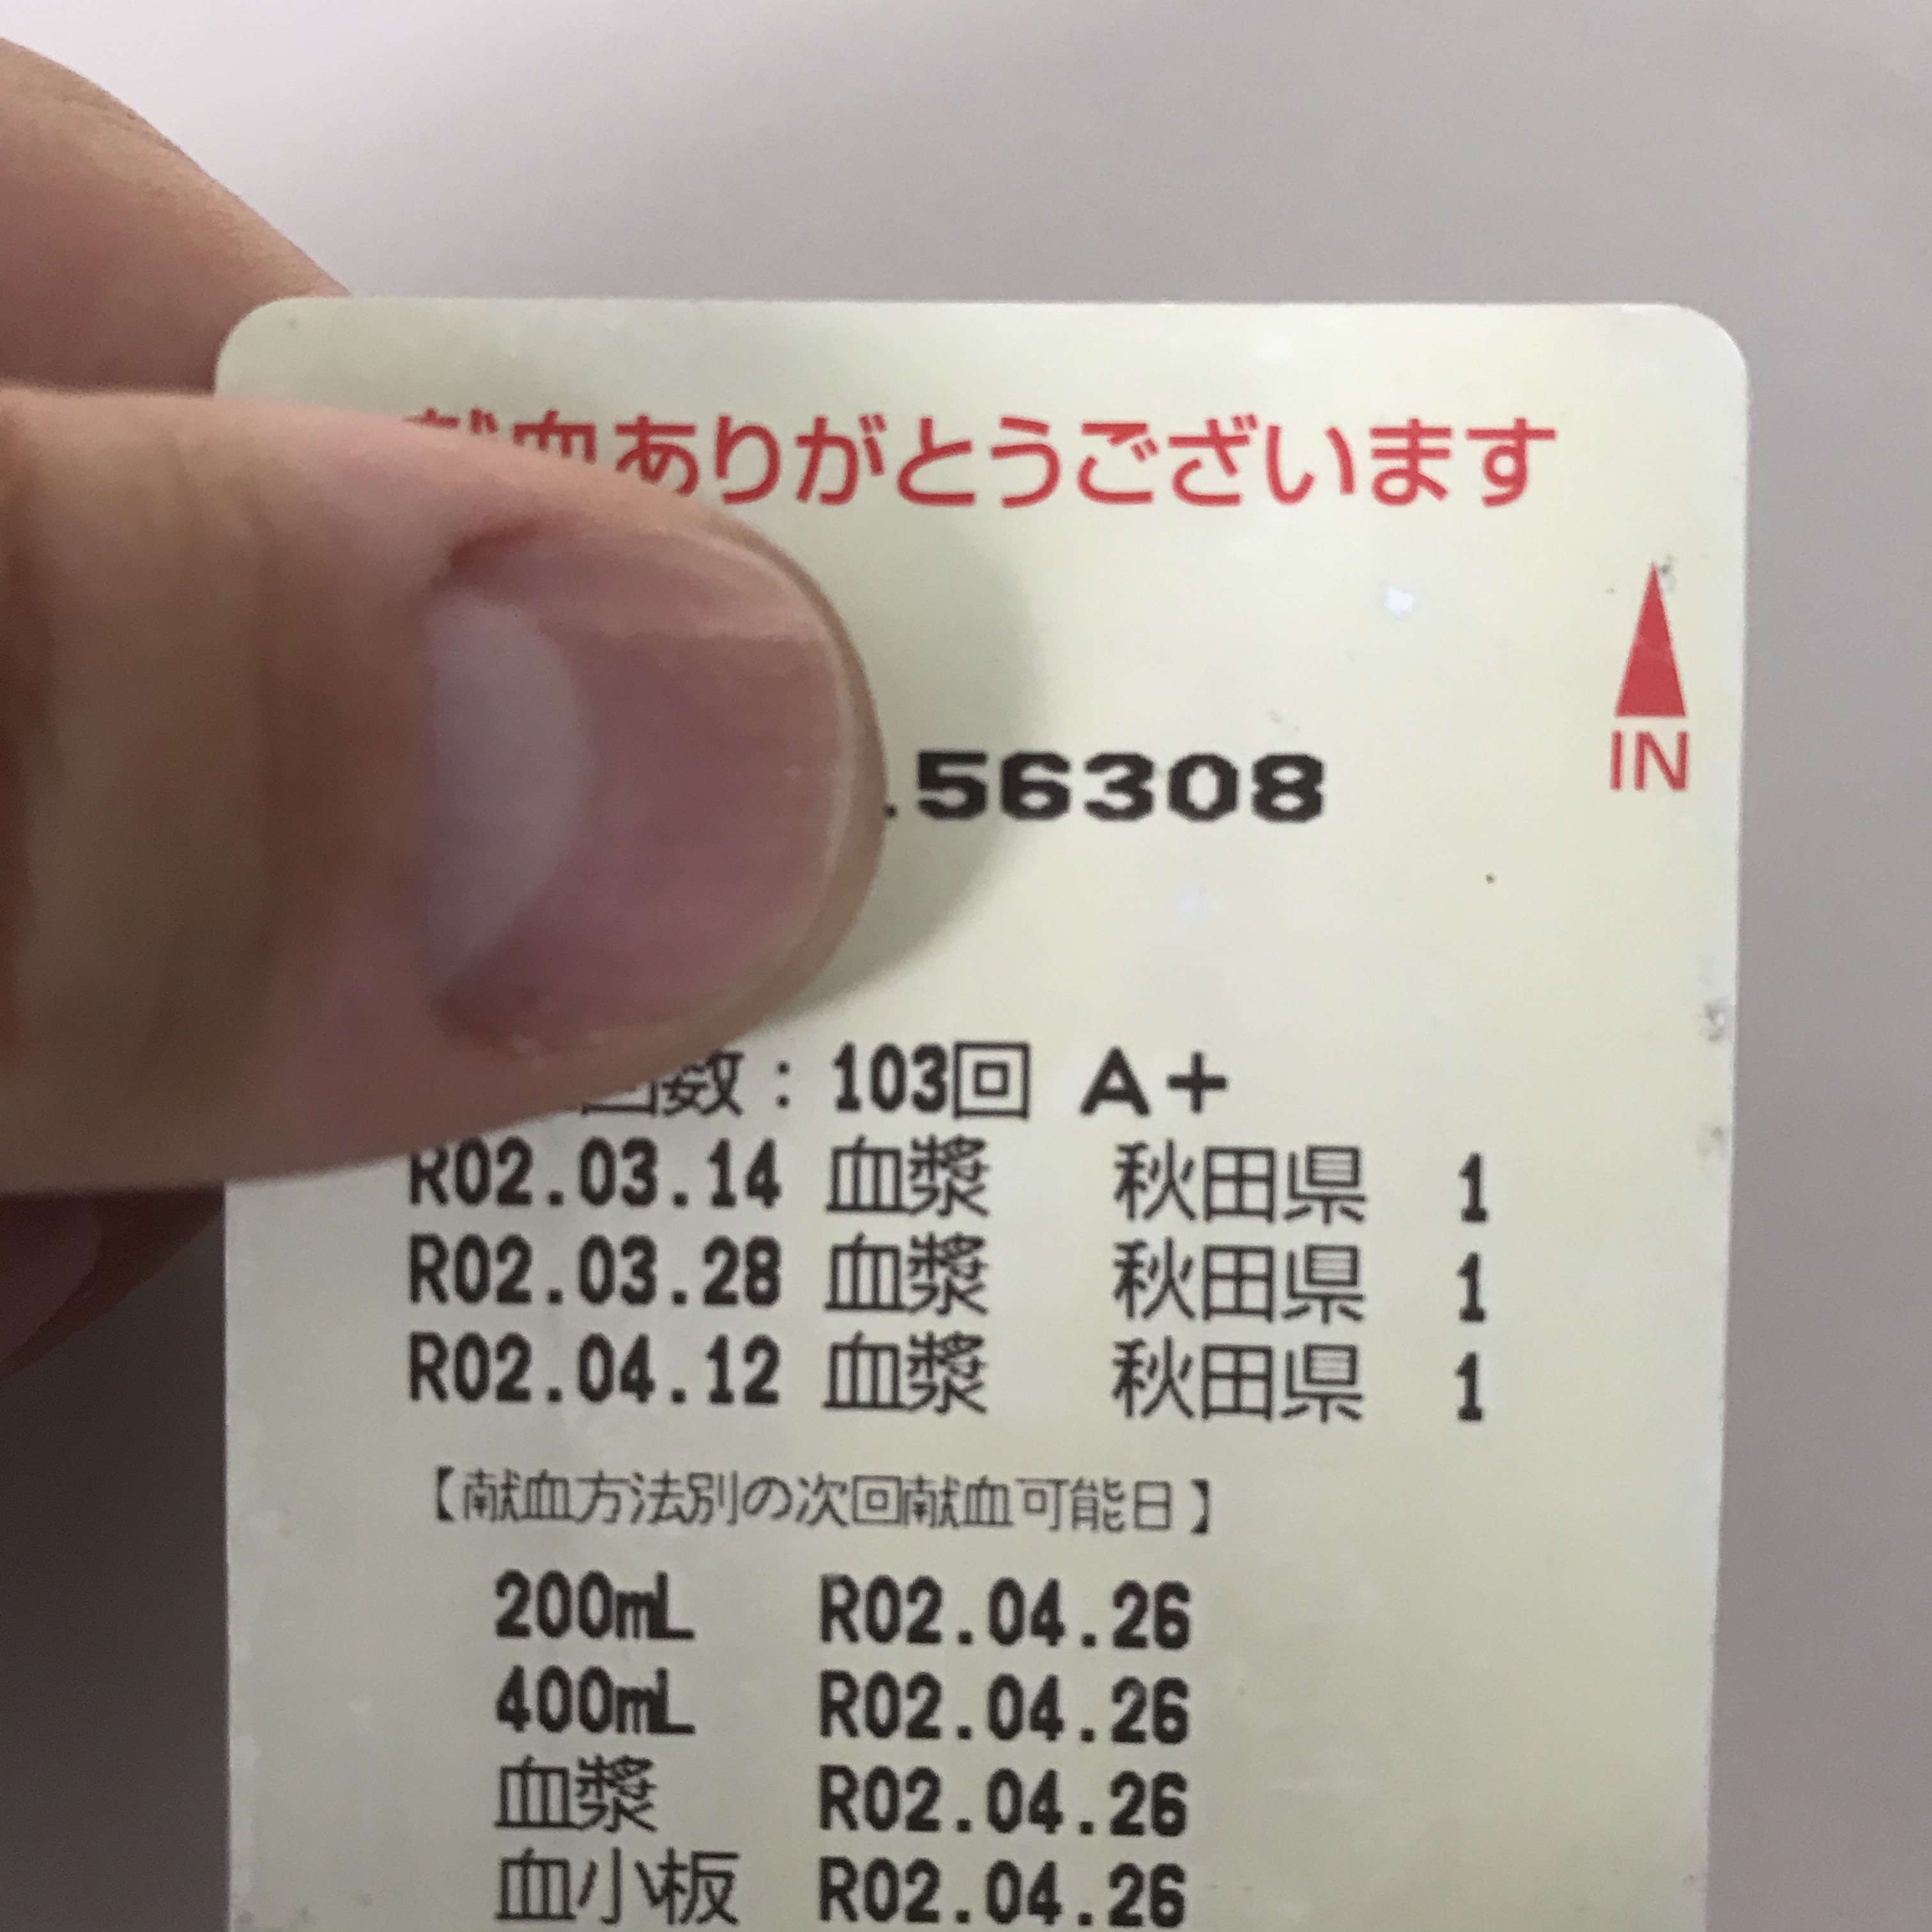 献血ありがとうございます
IN
56308
回数：103回 A+
R02.03.14 血漿 秋田県 1
R02.03.28 血漿 秋田県 1
R02.04.12 血漿 秋田県 1
【献血方法別の次回献血可能日】
200mL R02.04.26
400mL R02.04.26
血漿 R02.04.26
血小板 R02.04.26